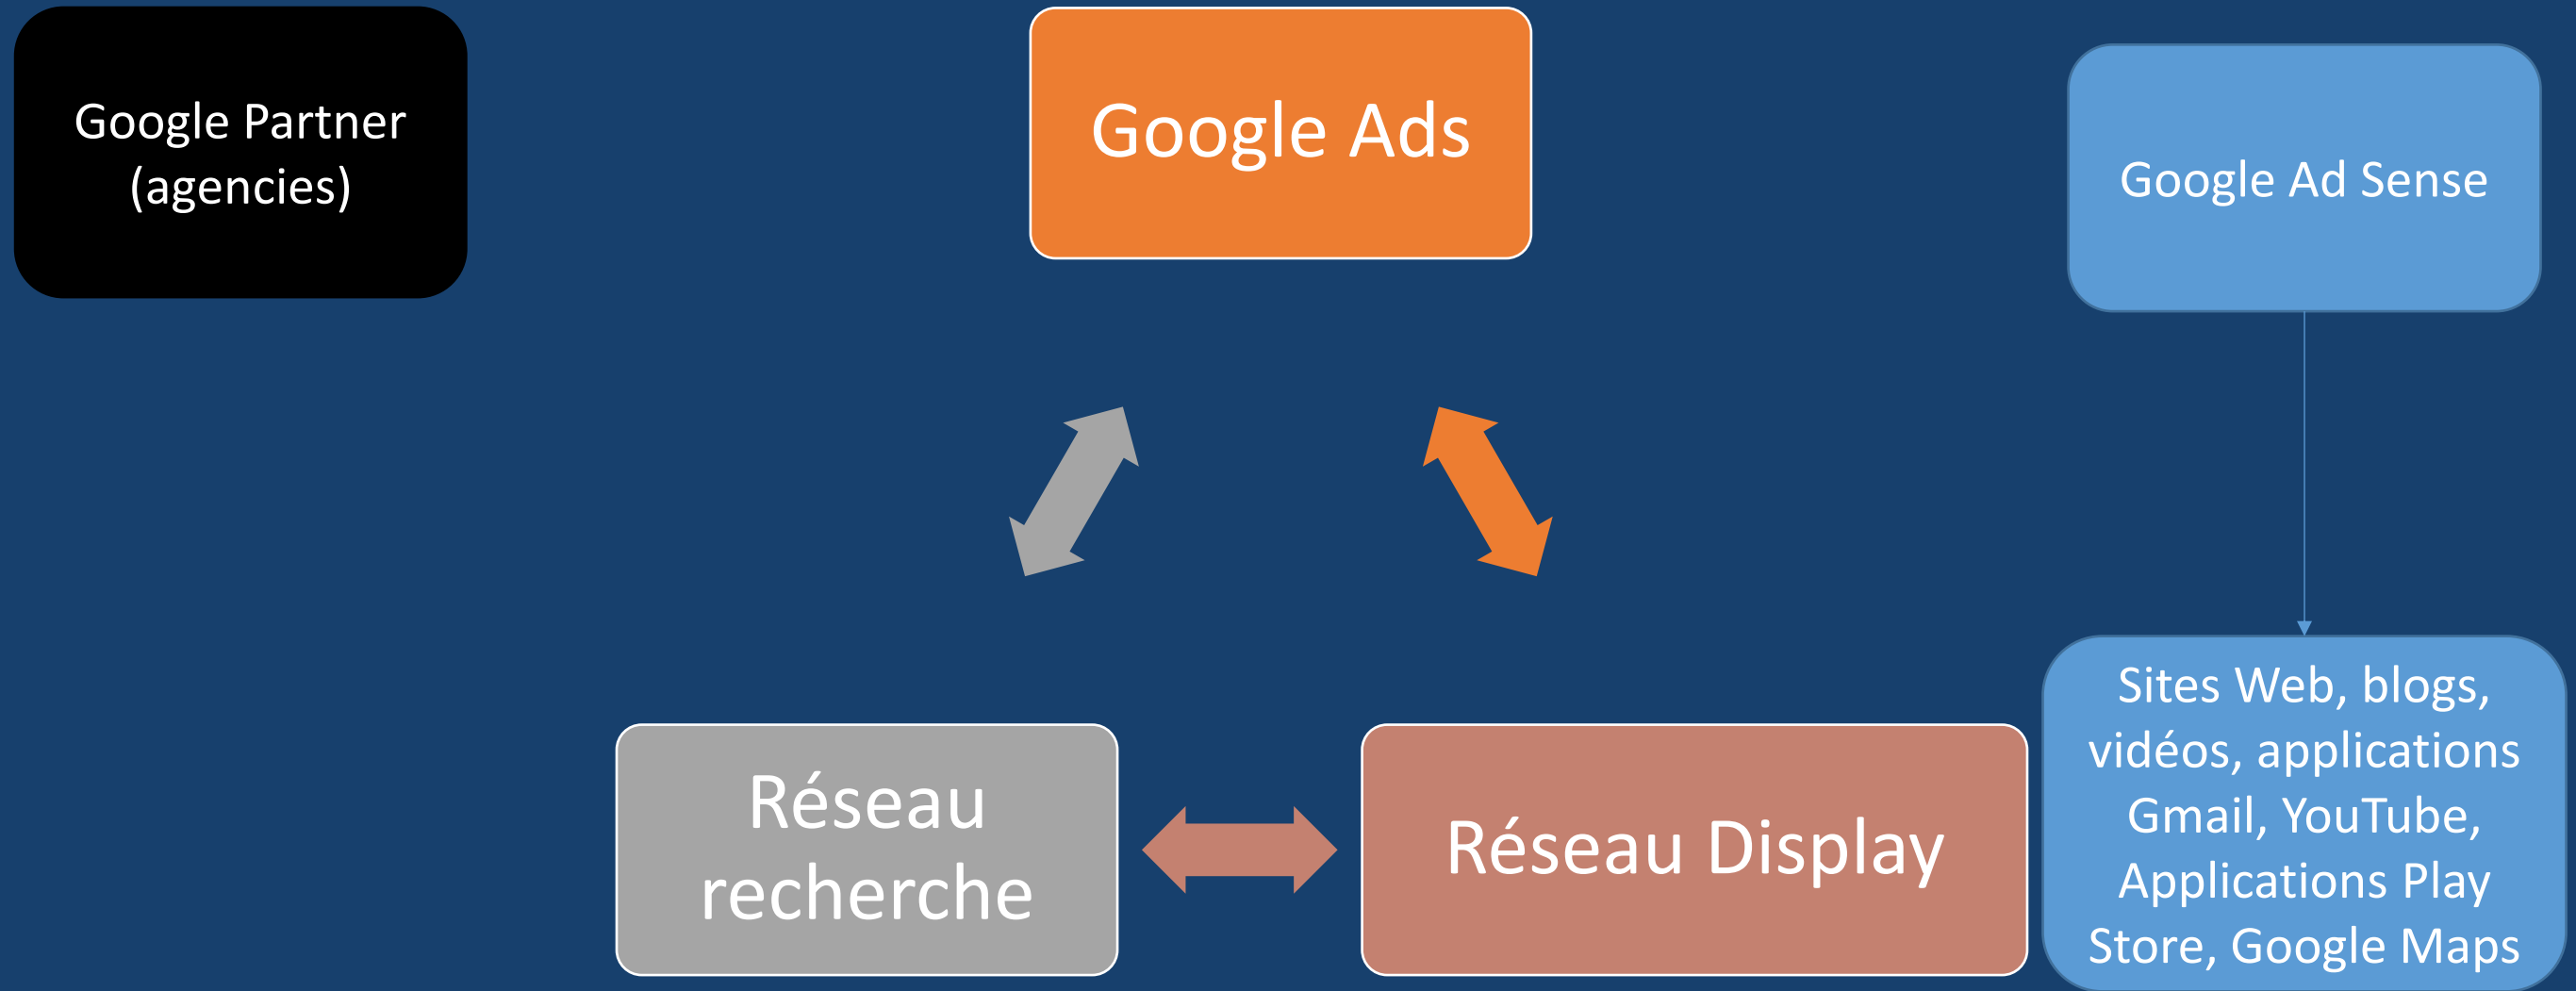 Google Partner
(agencies)
Google Ads
Google Ad Sense
Réseau
recherche
Réseau Display
Sites Web, blogs,
vidéos, applications
Gmail, YouTube,
Applications Play
Store, Google Maps